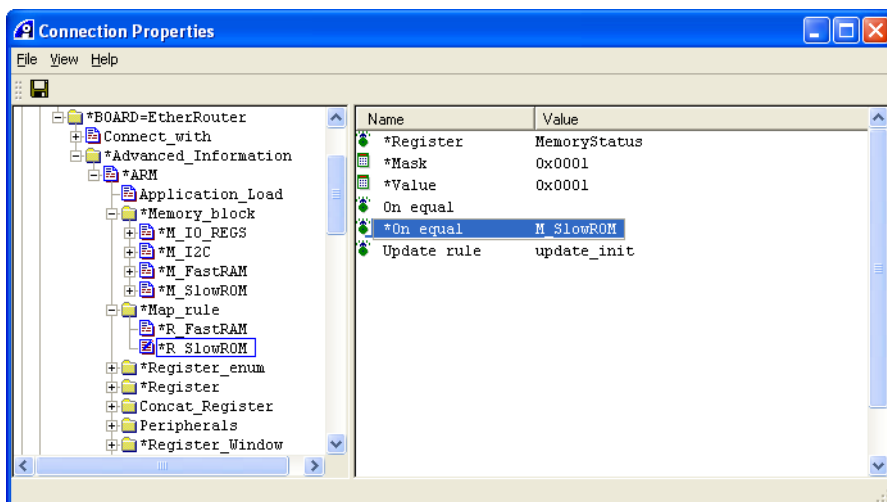 Connection Properties
File View Help
*BOARD=EtherRouter
Connect_with
*Advanced_Information
*ARM
Application_Load
*Memory_block
*M_IO_REGS
*M_I2C
*M_FastRAM
*M_SlowROM
*Map_rule
*R_FastRAM
*R_SlowROM
*Register_enum
*Register
Concat_Register
Peripherals
*Register_Window
Name Value
*Register MemoryStatus
*Mask 0x0001
*Value 0x0001
On equal
*On equal M_SlowROM
Update rule update_init